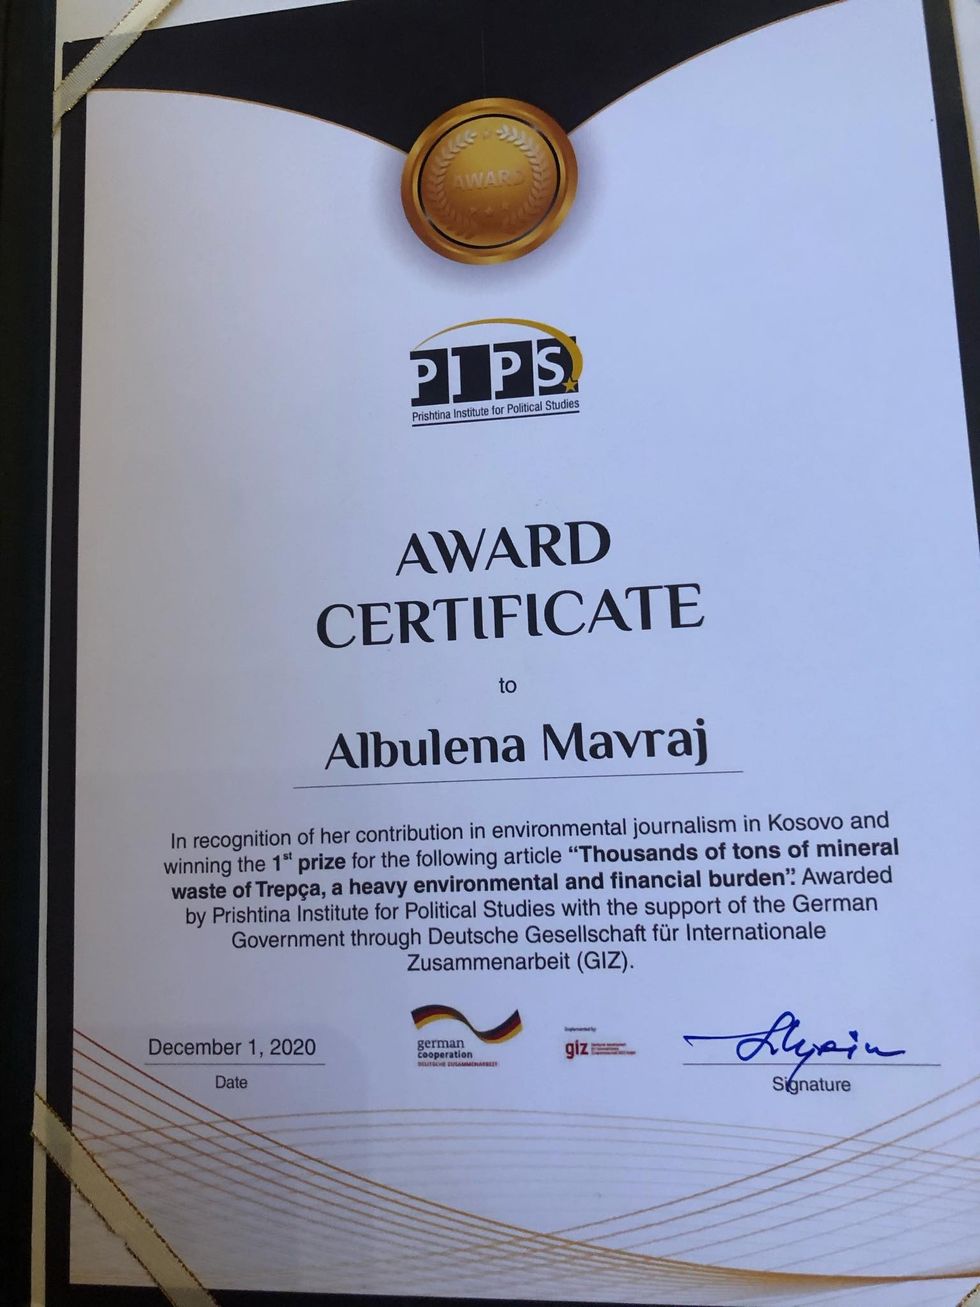 AWARD
PIPS
Prishtina Institute for Political Studies
AWARD
CERTIFICATE
to
Albulena Mavraj
In recognition of her contribution in environmental journalism in Kosovo and
winning the 1st prize for the following article “Thousands of tons of mineral
waste of Trepça, a heavy environmental and financial burden”. Awarded
by Prishtina Institute for Political Studies with the support of the German
Government through Deutsche Gesellschaft für Internationale
Zusammenarbeit (GIZ).
german
cooperation
DEUTSCHE ZUSAMMENARBEIT
Implemented by
giz
December 1, 2020
Date
Signature